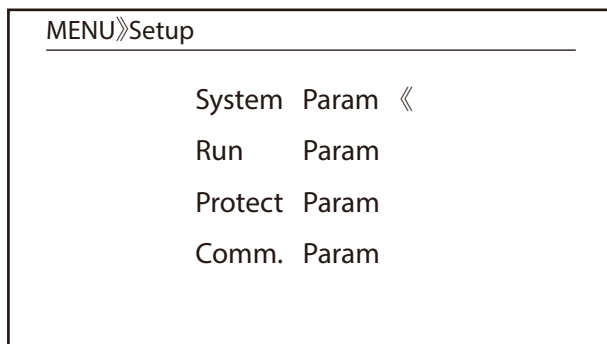 MENU》Setup
System Param 《
Run Param
Protect Param
Comm. Param